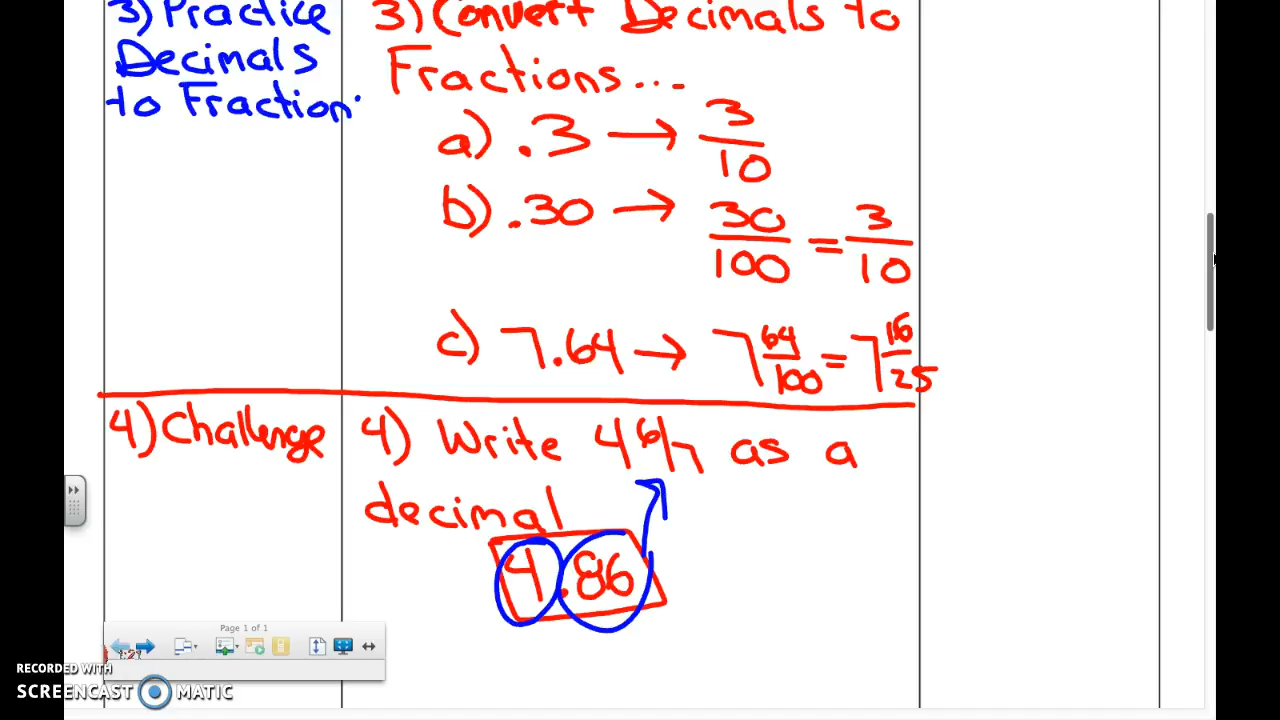 3) Practice
Decimals
to Fraction
3) Convert Decimals to
Fractions...
a) .3 → 3/10
b) .30 → 30/100 = 3/10
c) 7.64 → 7 64/100 = 7 16/25
4) Challenge
4) Write 4 6/7 as a
decimal
4.86
Page 1 of 1
RECORDED WITH
SCREENCAST MATIC